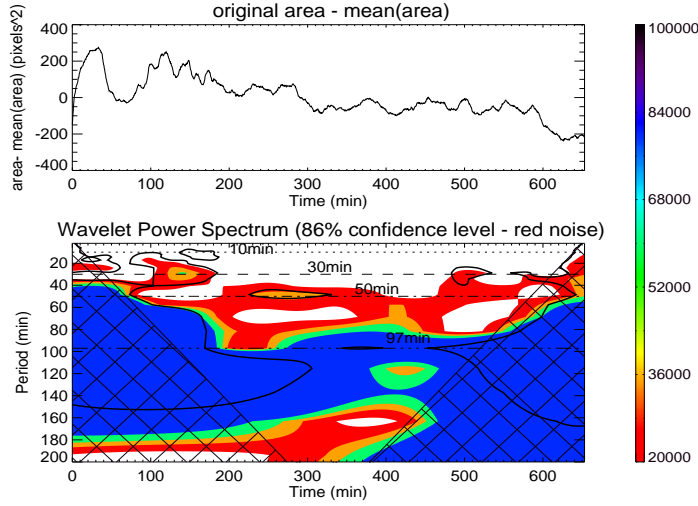 original area - mean(area)
area- mean(area) (pixels^2)
400
200
0
-200
-400
0 100 200 300 400 500 600
Time (min)
Wavelet Power Spectrum (86% confidence level - red noise)
Period (min)
20
40
60
80
100
120
140
160
180
200
10min
30min
50min
97min
0 100 200 300 400 500 600
Time (min)
100000
84000
68000
52000
36000
20000